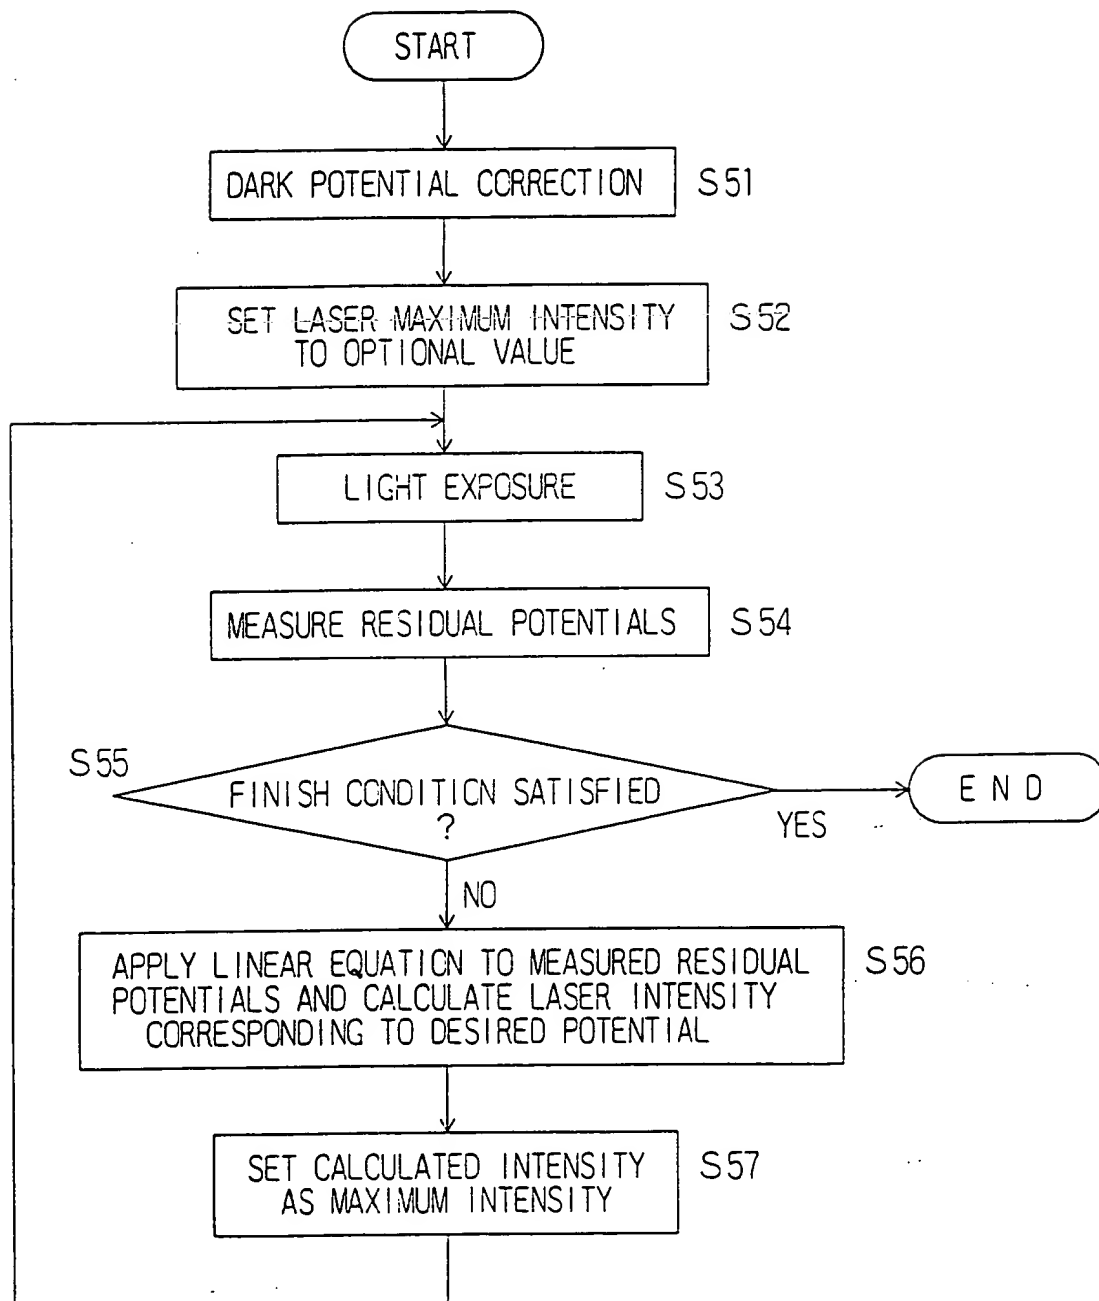 START
DARK POTENTIAL CORRECTION
S51
SET LASER MAXIMUM INTENSITY
TO OPTIONAL VALUE
S52
LIGHT EXPOSURE
S53
MEASURE RESIDUAL POTENTIALS
S54
S55
FINISH CONDITION SATISFIED
?
YES
END
NO
APPLY LINEAR EQUATION TO MEASURED RESIDUAL
POTENTIALS AND CALCULATE LASER INTENSITY
CORRESPONDING TO DESIRED POTENTIAL
S56
SET CALCULATED INTENSITY
AS MAXIMUM INTENSITY
S57